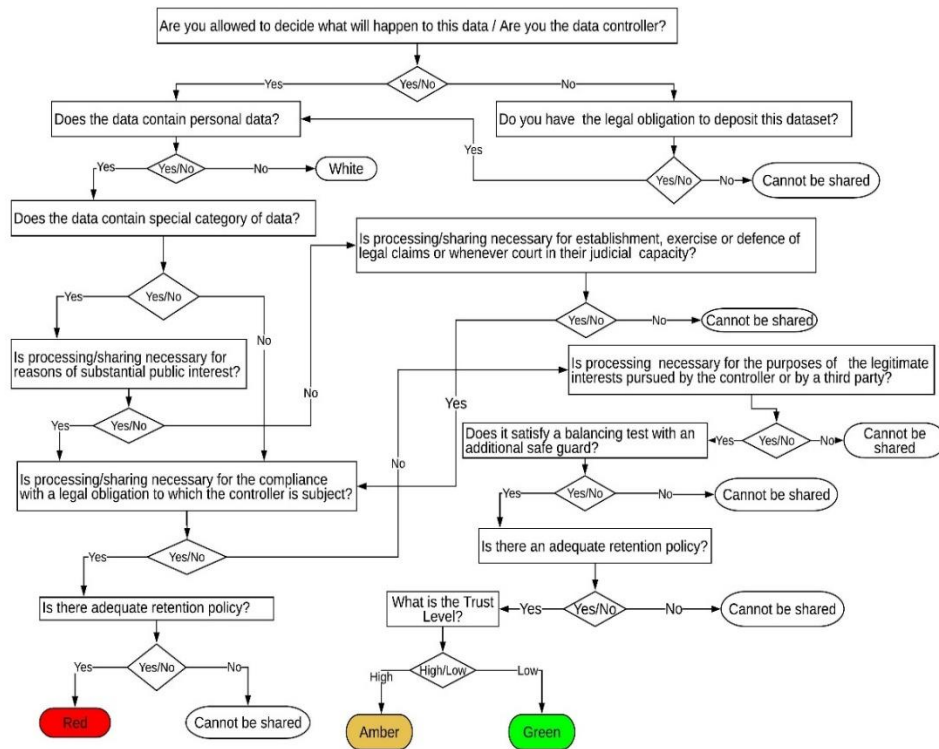 Are you allowed to decide what will happen to this data / Are you the data controller?
Yes
Yes/No
No
Does the data contain personal data?
Do you have the legal obligation to deposit this dataset?
Yes
Yes
Yes/No
No
White
Yes/No
No
Cannot be shared
Does the data contain special category of data?
Is processing/sharing necessary for establishment, exercise or defence of
legal claims or whenever court in their judicial capacity?
Yes
Yes/No
No
Yes/No
No
Cannot be shared
Is processing/sharing necessary for
reasons of substantial public interest?
No
Is processing necessary for the purposes of the legitimate
interests pursued by the controller or by a third party?
Yes
Yes/No
Yes
Does it satisfy a balancing test with an
additional safe guard?
Yes
Yes/No
No
Cannot be
shared
No
Is processing/sharing necessary for the compliance
with a legal obligation to which the controller is subject?
Yes
Yes/No
No
Cannot be shared
Yes
Yes/No
Is there an adequate retention policy?
Is there adequate retention policy?
What is the Trust
Level?
Yes
Yes/No
No
Cannot be shared
Yes
Yes/No
No
High
High/Low
Low
Red
Cannot be shared
Amber
Green